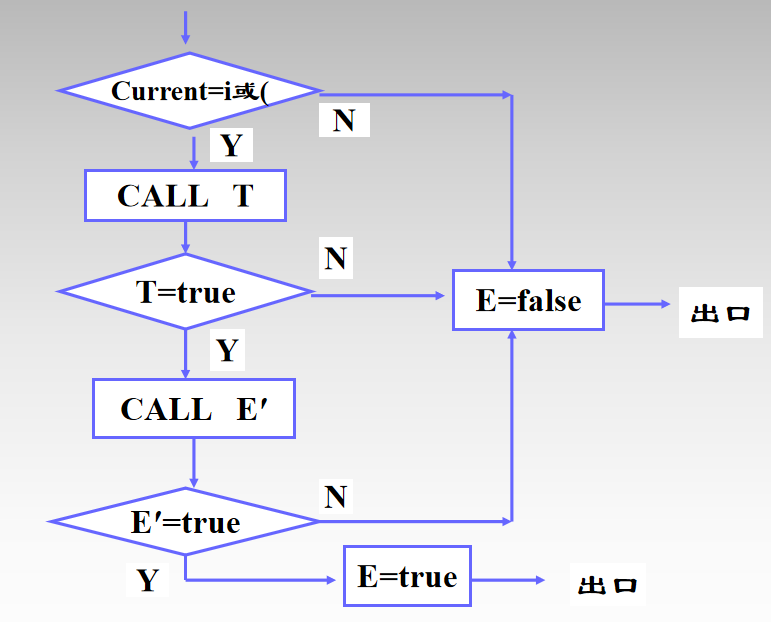 Current=i或(
N
Y
CALL T
N
T=true
E=false
出口
Y
CALL E′
N
E′=true
Y
E=true
出口